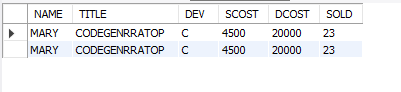 NAME TITLE DEV SCOST DCOST SOLD
MARY CODEGENRRATOP C 4500 20000 23
MARY CODEGENRRATOP C 4500 20000 23